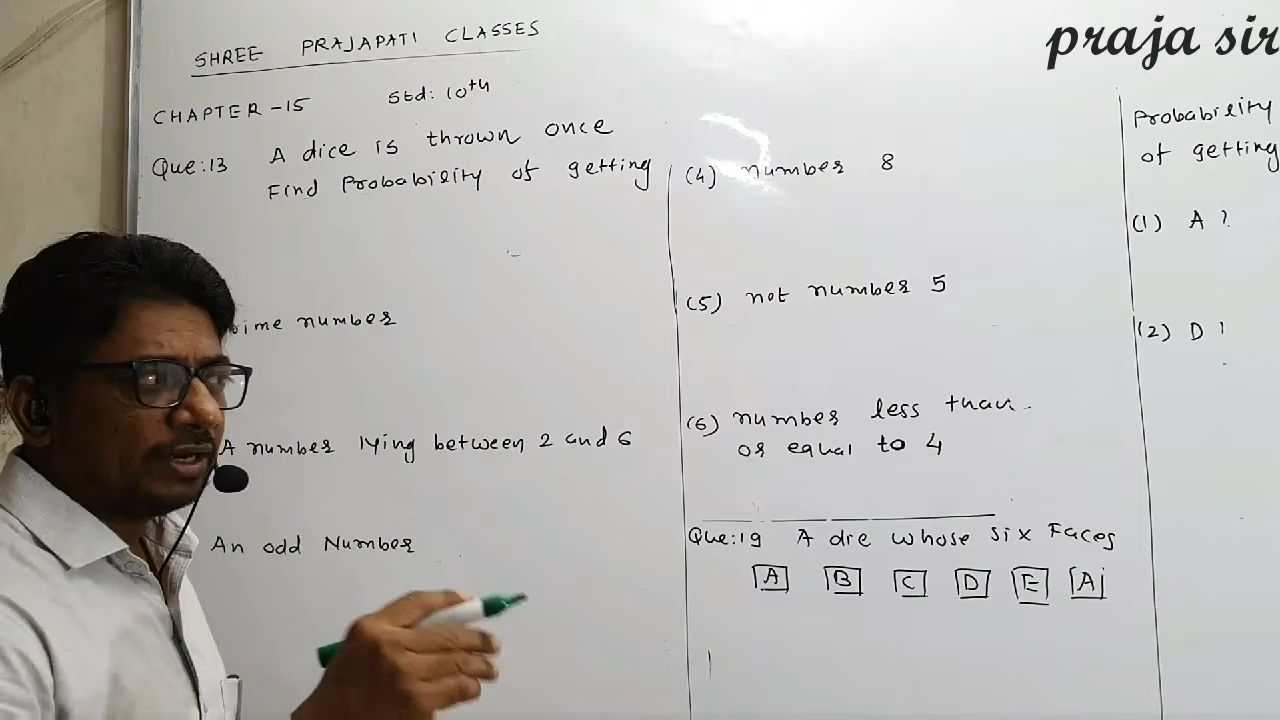 SHREE PRAJAPATI CLASSES
praja sir
CHAPTER-15 Std: 10th
Que:13 A dice is thrown once
Find Probability of getting
ime number
A number lying between 2 and 6
An odd Number
(4) number 8
(5) not number 5
(6) number less than
or equal to 4
Que:19 A die whose six Faces
A B C D E A
Probability
of getting
(1) A ?
(2) D ?